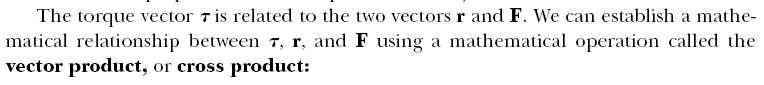 The torque vector τ is related to the two vectors r and F. We can establish a mathe-
matical relationship between τ, r, and F using a mathematical operation called the
vector product, or cross product: